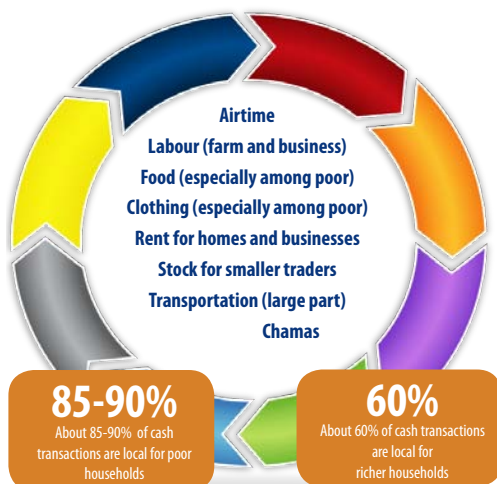 Airtime
Labour (farm and business)
Food (especially among poor)
Clothing (especially among poor)
Rent for homes and businesses
Stock for smaller traders
Transportation (large part)
Chamas
85-90%
About 85-90% of cash
transactions are local for poor
households
60%
About 60% of cash transactions
are local for
richer households